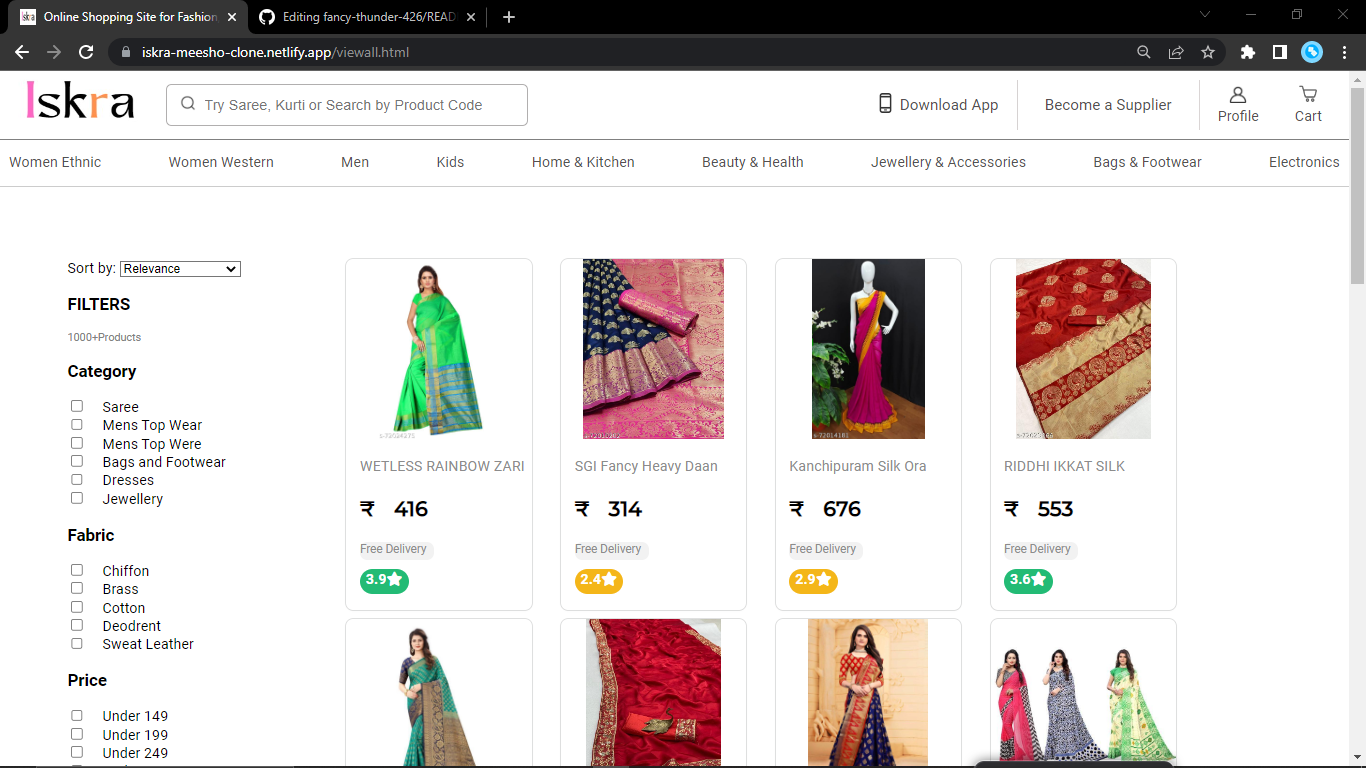 Online Shopping Site for Fashion
Editing fancy-thunder-426/READ
iskra-meesho-clone.netlify.app/viewall.html
Iskra
Try Saree, Kurti or Search by Product Code
Download App
Become a Supplier
Profile
Cart
Women Ethnic
Women Western
Men
Kids
Home & Kitchen
Beauty & Health
Jewellery & Accessories
Bags & Footwear
Electronics
Sort by: Relevance
FILTERS
1000+Products
Category
Saree
Mens Top Wear
Mens Top Were
Bags and Footwear
Dresses
Jewellery
Fabric
Chiffon
Brass
Cotton
Deodrent
Sweat Leather
Price
Under 149
Under 199
Under 249
WETLESS RAINBOW ZARI
₹ 416
Free Delivery
3.9
SGI Fancy Heavy Daan
₹ 314
Free Delivery
2.4
s-72014181
Kanchipuram Silk Ora
₹ 676
Free Delivery
2.9
RIDDHI IKKAT SILK
₹ 553
Free Delivery
3.6